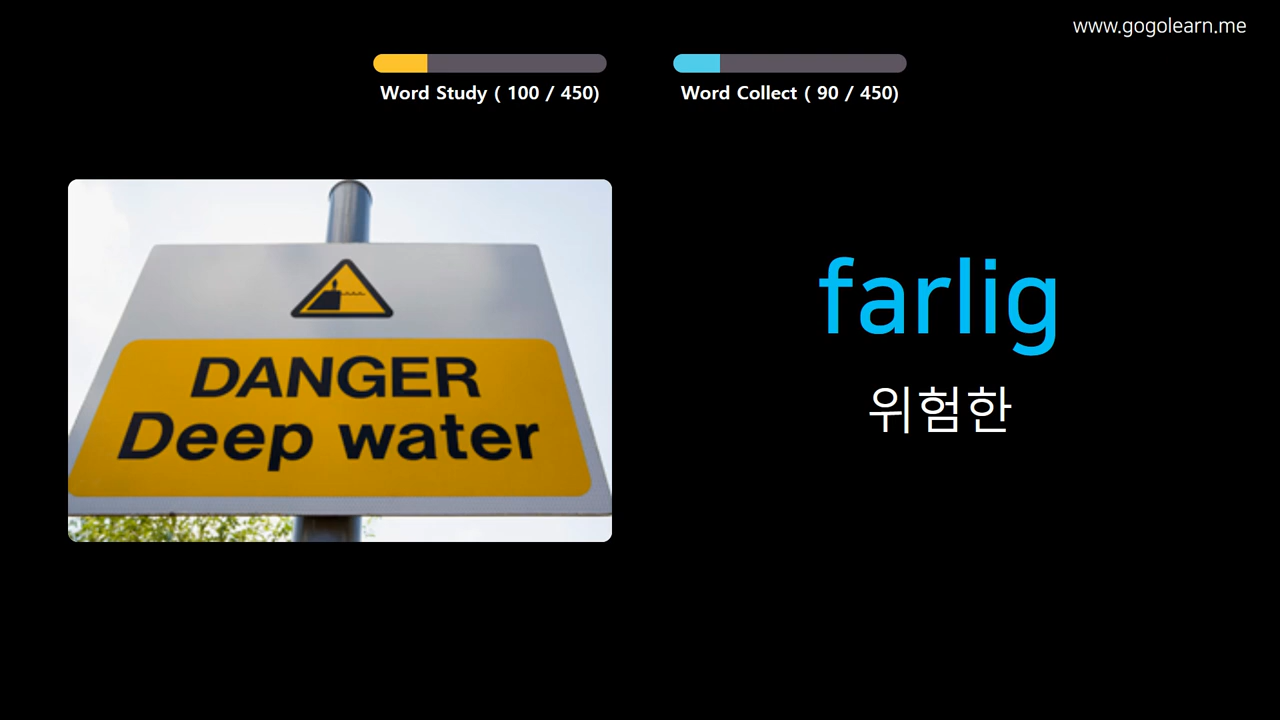 www.gogolearn.me
Word Study ( 100 / 450)
Word Collect ( 90 / 450)
DANGER
Deep water
farlig
위험한